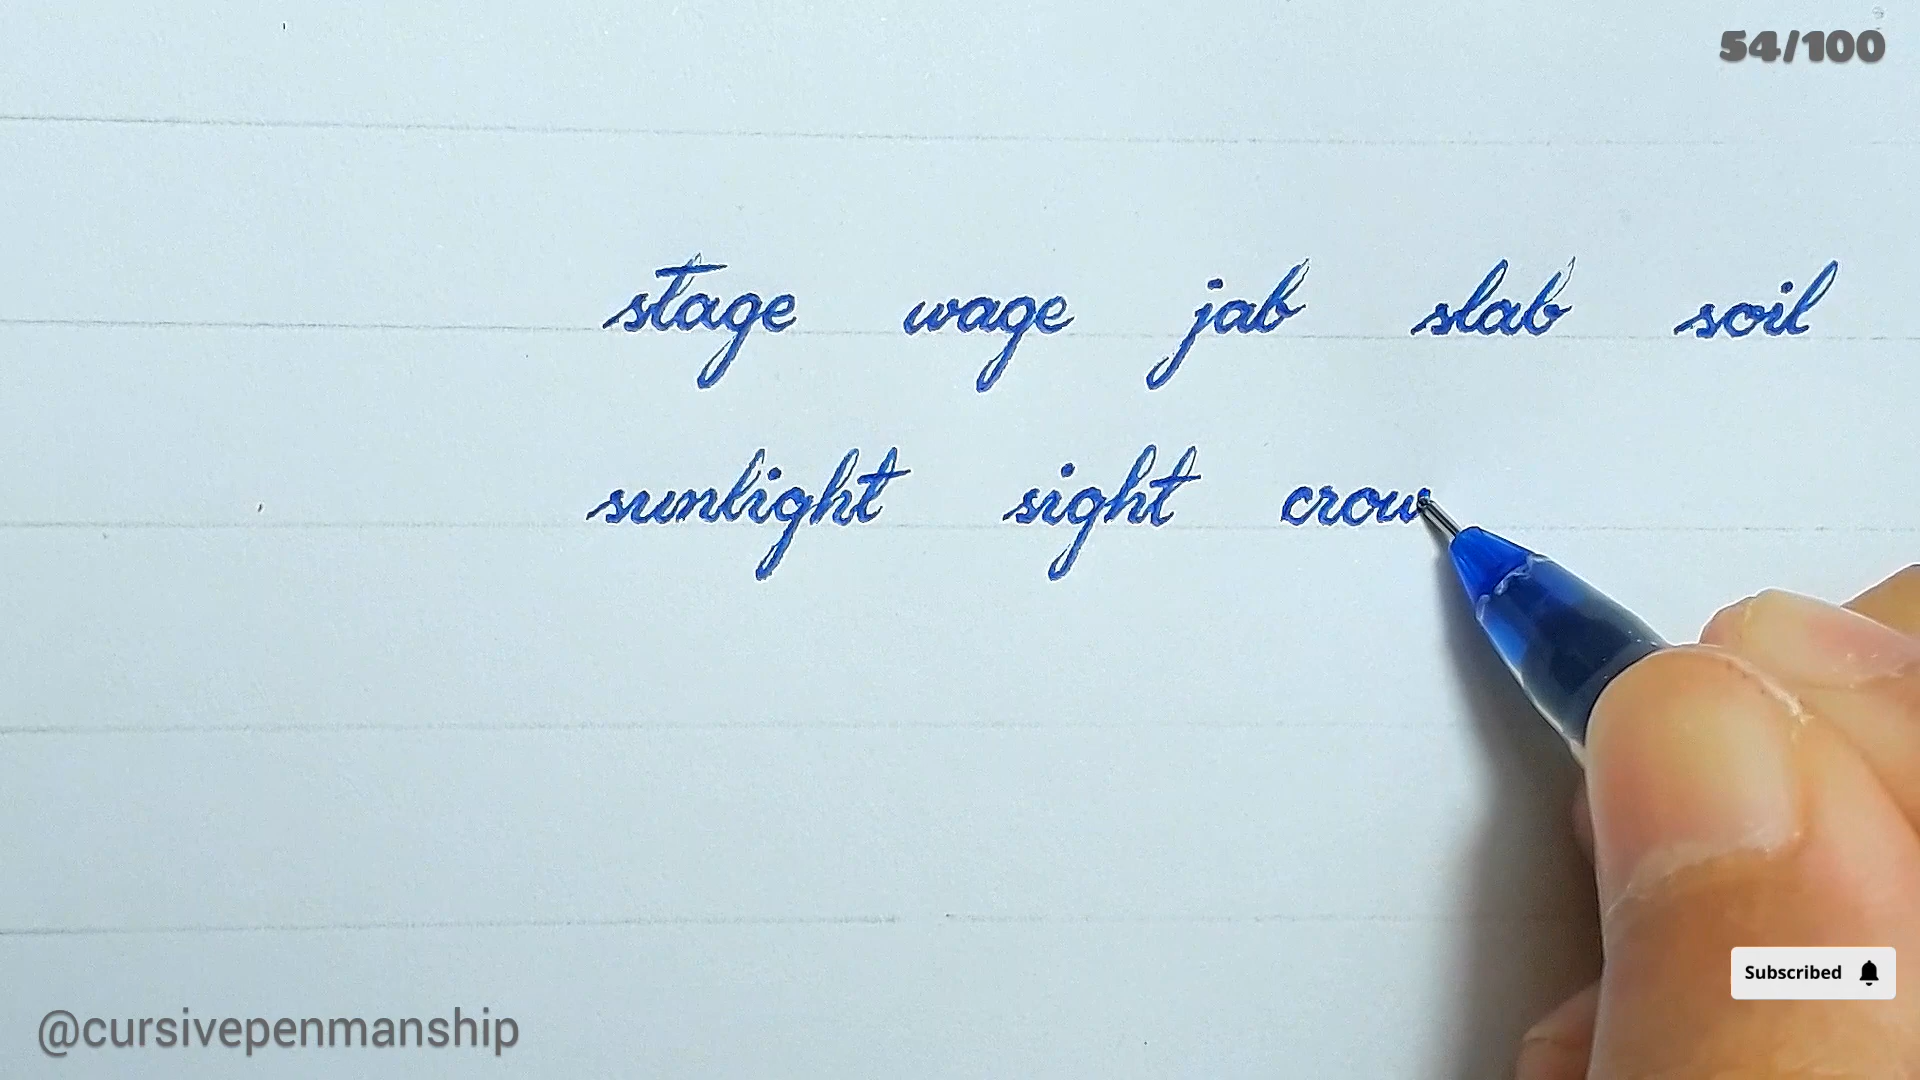 54/100
stage wage jab slab soil
sunlight sight crow
Subscribed
@cursivepenmanship